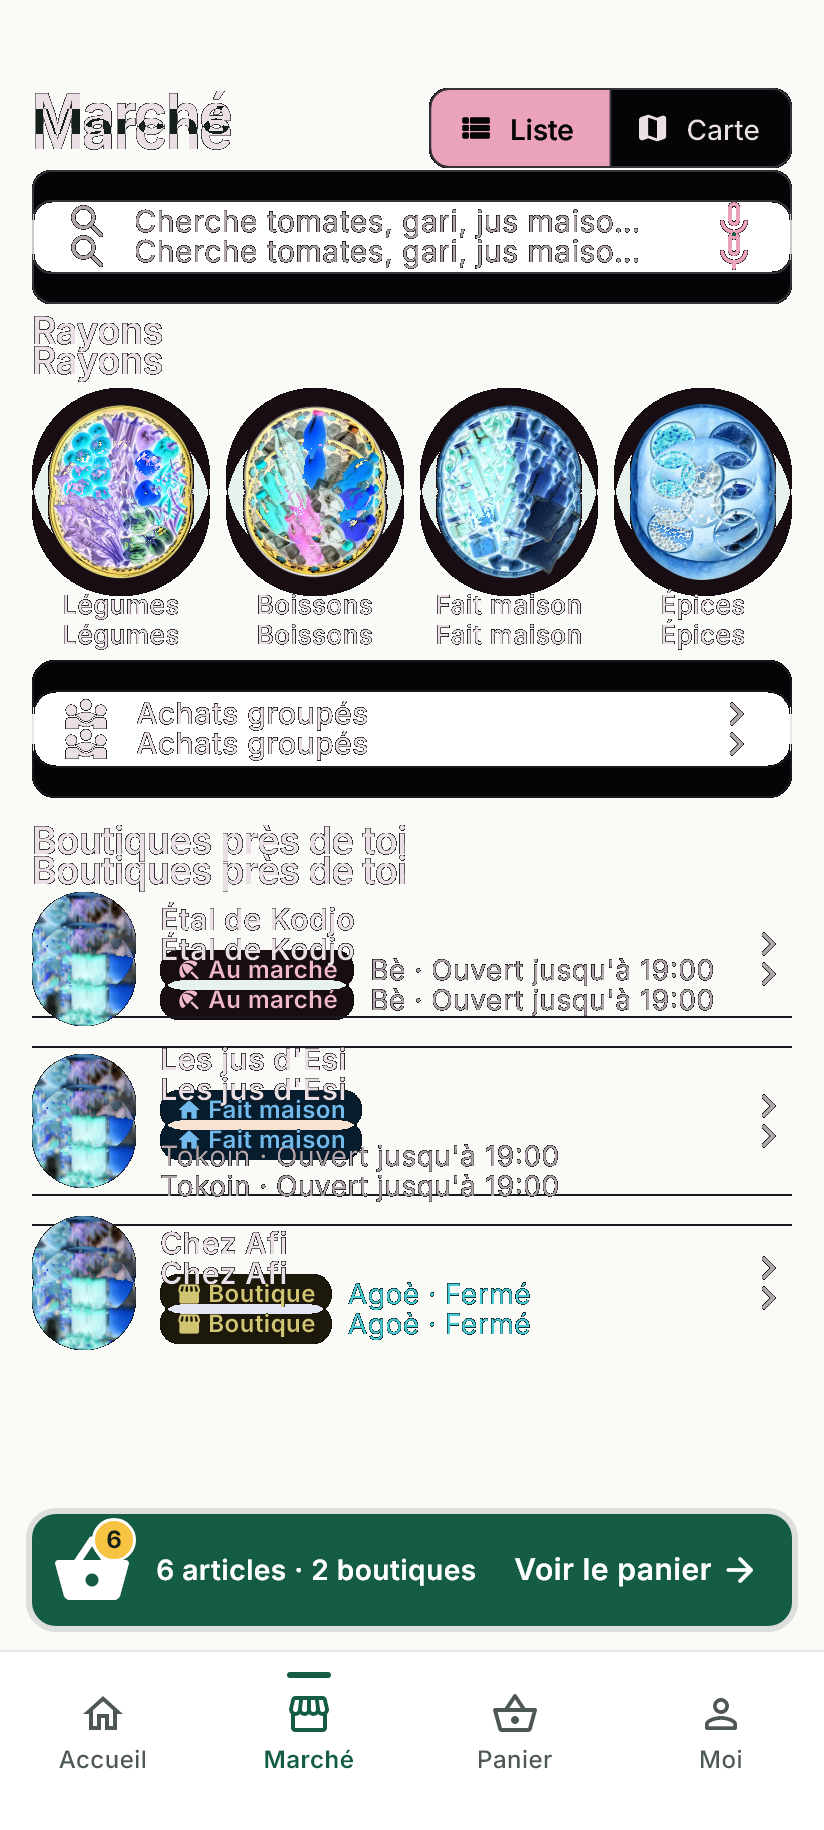 Marché
Marché
Liste
Carte
Cherche tomates, gari, jus maiso...
Cherche tomates, gari, jus maiso...
Rayons
Rayons
Légumes Boissons Fait maison Épices
Légumes Boissons Fait maison Épices
Achats groupés
Achats groupés
Boutiques près de toi
Boutiques près de toi
Étal de Kodjo
Étal de Kodjo
Au marché Bè · Ouvert jusqu'à 19:00
Au marché Bè · Ouvert jusqu'à 19:00
Les jus d'Esi
Les jus d'Esi
Fait maison
Fait maison
Tokoin · Ouvert jusqu'à 19:00
Tokoin · Ouvert jusqu'à 19:00
Chez Afi
Chez Afi
Boutique Agoè · Fermé
Boutique Agoè · Fermé
6
6 articles · 2 boutiques Voir le panier
Accueil Marché Panier Moi